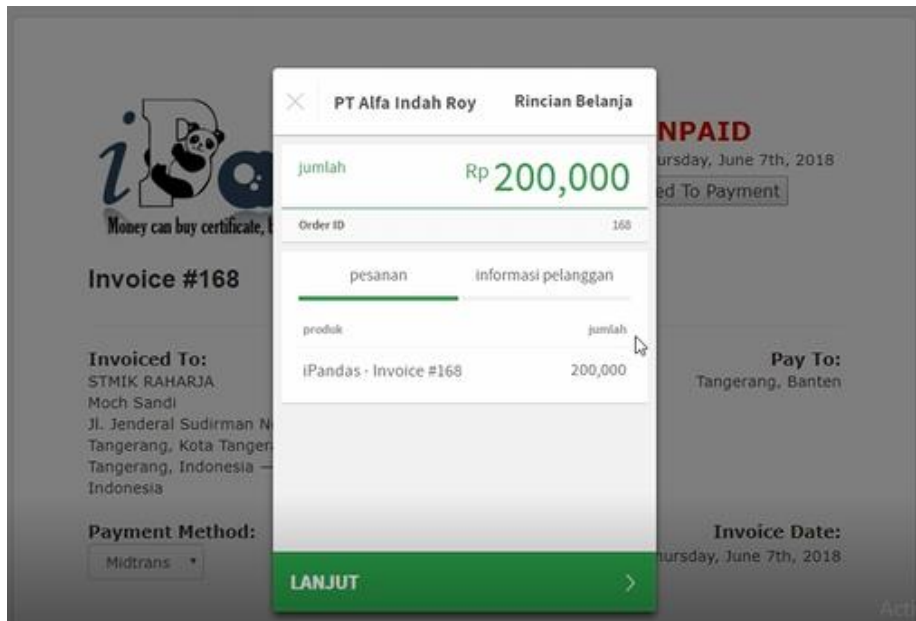 PT Alfa Indah Roy Rincian Belanja
jumlah Rp 200,000
Order ID 168
pesanan informasi pelanggan
produk jumlah
iPandas - Invoice #168 200,000
LANJUT
Money can buy certificate,
NPAID
ursday, June 7th, 2018
ed To Payment
Invoice #168
Invoiced To:
STMIK RAHARJA
Moch Sandi
Jl. Jenderal Sudirman N
Tangerang, Kota Tanger
Tangerang, Indonesia —
Indonesia
Pay To:
Tangerang, Banten
Payment Method:
Midtrans
Invoice Date:
hursday, June 7th, 2018